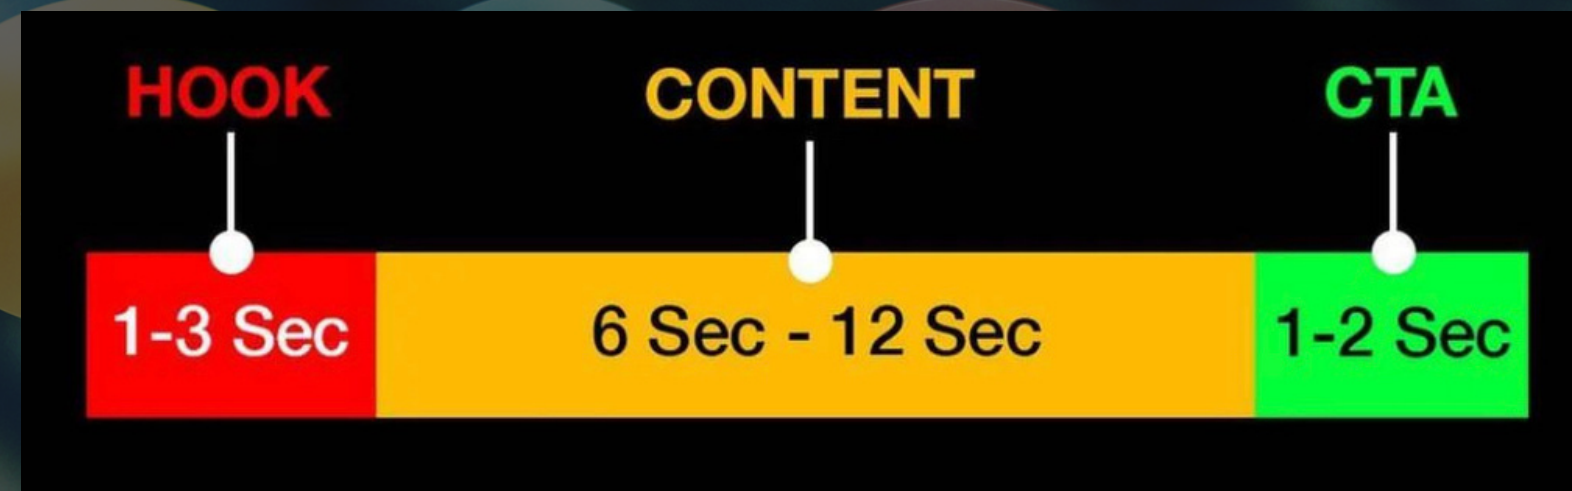 HOOK
CONTENT
CTA
1-3 Sec
6 Sec - 12 Sec
1-2 Sec